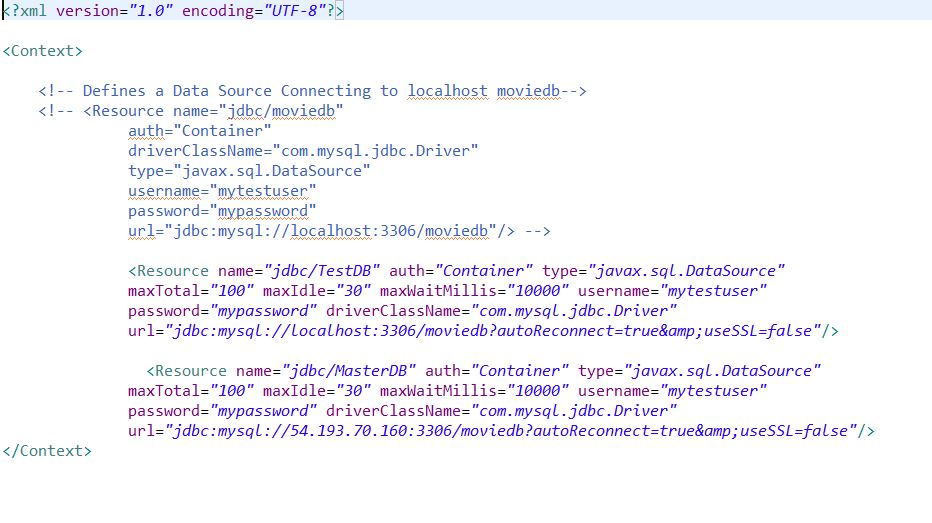 <?xml version="1.0" encoding="UTF-8"?>
<Context>
<!-- Defines a Data Source Connecting to localhost moviedb-->
<!-- <Resource name="jdbc/moviedb"
auth="Container"
driverClassName="com.mysql.jdbc.Driver"
type="javax.sql.DataSource"
username="mytestuser"
password="mypassword"
url="jdbc:mysql://localhost:3306/moviedb"/> -->
<Resource name="jdbc/TestDB" auth="Container" type="javax.sql.DataSource"
maxTotal="100" maxIdle="30" maxWaitMillis="10000" username="mytestuser"
password="mypassword" driverClassName="com.mysql.jdbc.Driver"
url="jdbc:mysql://localhost:3306/moviedb?autoReconnect=true&amp;useSSL=false"/>
<Resource name="jdbc/MasterDB" auth="Container" type="javax.sql.DataSource"
maxTotal="100" maxIdle="30" maxWaitMillis="10000" username="mytestuser"
password="mypassword" driverClassName="com.mysql.jdbc.Driver"
url="jdbc:mysql://54.193.70.160:3306/moviedb?autoReconnect=true&amp;useSSL=false"/>
</Context>